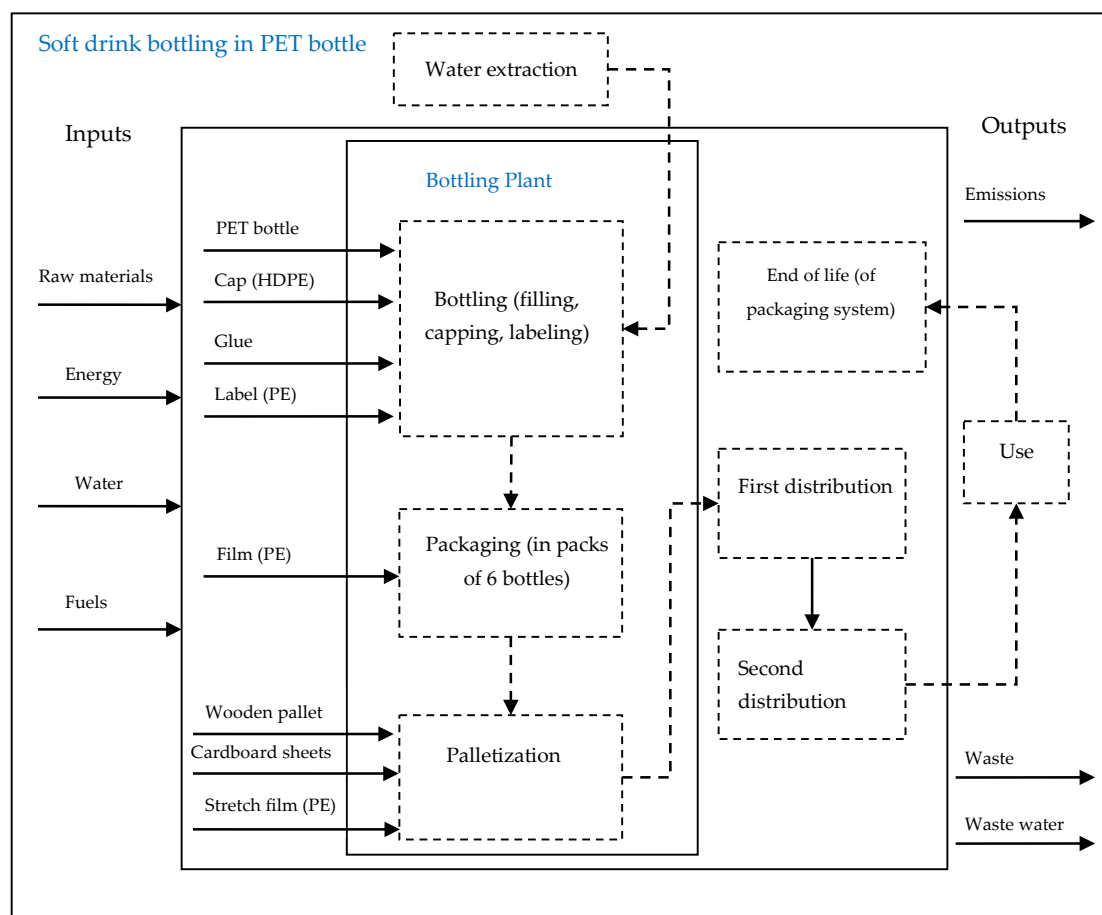 Soft drink bottling in PET bottle
Water extraction
Inputs
Outputs
Bottling Plant
Emissions
PET bottle
Raw materials
Cap (HDPE)
Bottling (filling,
capping, labeling)
End of life (of
packaging system)
Glue
Energy
Label (PE)
Use
Water
First distribution
Film (PE)
Packaging (in packs
of 6 bottles)
Fuels
Second
distribution
Wooden pallet
Cardboard sheets
Palletization
Stretch film (PE)
Waste
Waste water